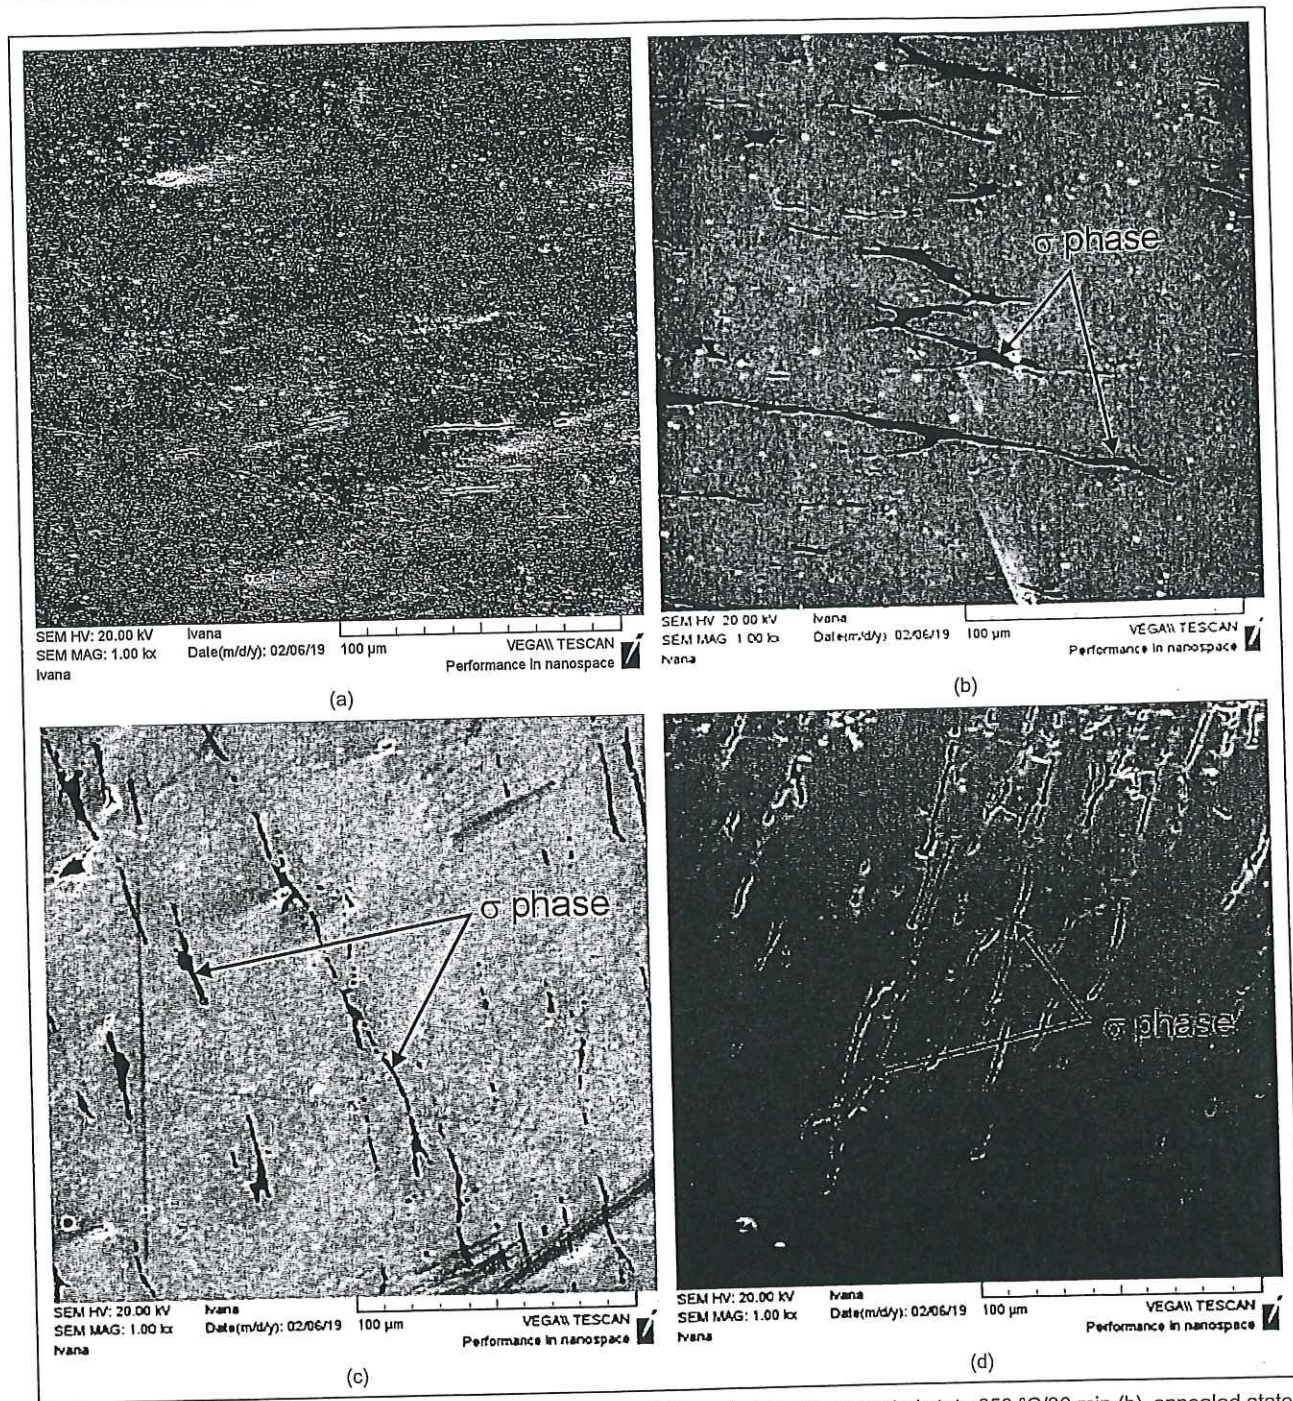 SEM HV: 20.00 kV Ivana
SEM MAG: 1.00 kx Date(m/d/y): 02/06/19 100 µm VEGA\\ TESCAN
Ivana Performance in nanospace
(a)
σ phase
SEM HV: 20.00 kV Ivana
SEM MAG: 1.00 kx Date(m/d/y): 02/06/19 100 µm VEGA\\ TESCAN
Ivana Performance in nanospace
(b)
σ phase
SEM HV: 20.00 kV Ivana
SEM MAG: 1.00 kx Date(m/d/y): 02/06/19 100 µm VEGA\\ TESCAN
Ivana Performance in nanospace
(c)
σ phase
SEM HV: 20.00 kV Ivana
SEM MAG: 1.00 kx Date(m/d/y): 02/06/19 100 µm VEGA\\ TESCAN
Ivana Performance in nanospace
(d)
850 °C/30 min (b), annealed state